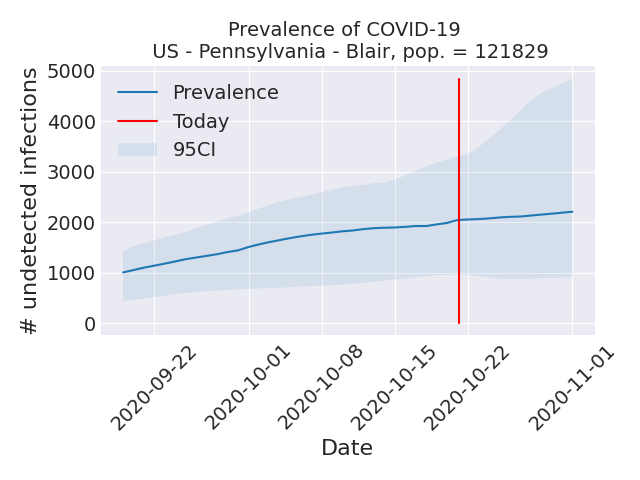 Prevalence of COVID-19
US - Pennsylvania - Blair, pop. = 121829
# undetected infections
5000
4000
3000
2000
1000
0
Prevalence
Today
95CI
2020-09-22
2020-10-01
2020-10-08
2020-10-15
2020-10-22
2020-11-01
Date